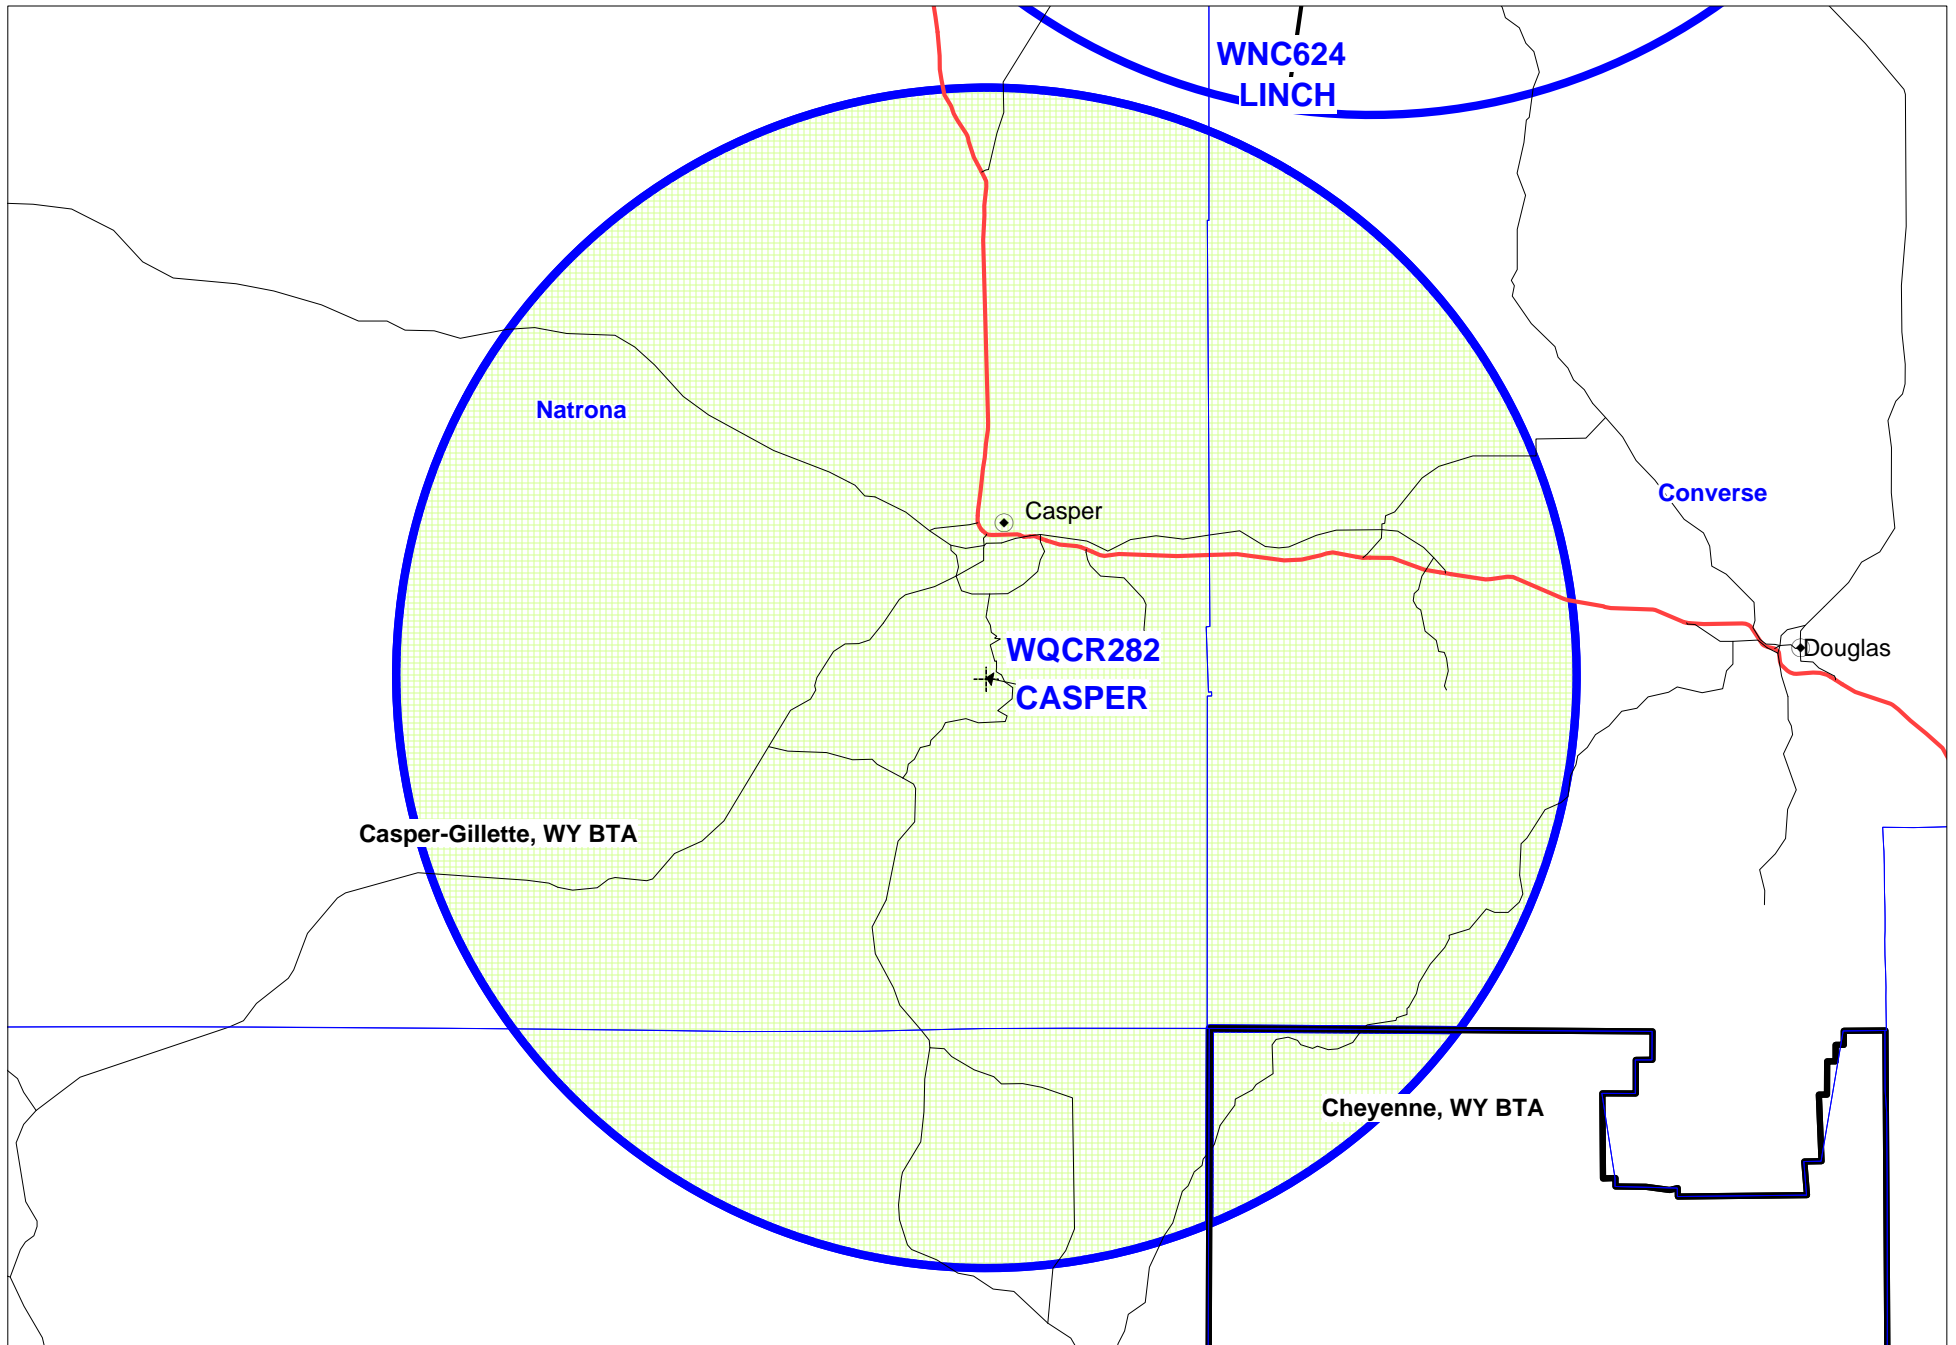 WNC624
LINCH
Natrona
Converse
Casper
WQCR282
Douglas
CASPER
Casper-Gillette, WY BTA
Cheyenne, WY BTA